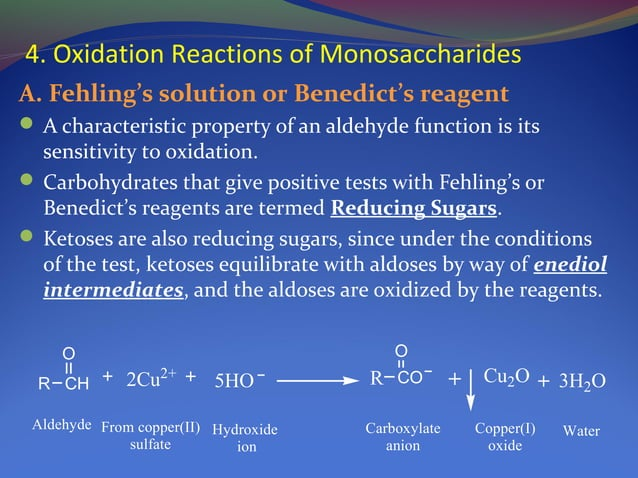 4. Oxidation Reactions of Monosaccharides
A. Fehling’s solution or Benedict’s reagent
A characteristic property of an aldehyde function is its
sensitivity to oxidation.
Carbohydrates that give positive tests with Fehling’s or
Benedict’s reagents are termed Reducing Sugars.
Ketoses are also reducing sugars, since under the conditions
of the test, ketoses equilibrate with aldoses by way of enediol
intermediates, and the aldoses are oxidized by the reagents.
O O
R CH + 2Cu2+ + 5HO– R CO– + Cu2O + 3H2O
Aldehyde From copper(II) Hydroxide Carboxylate Copper(I) Water
sulfate ion anion oxide